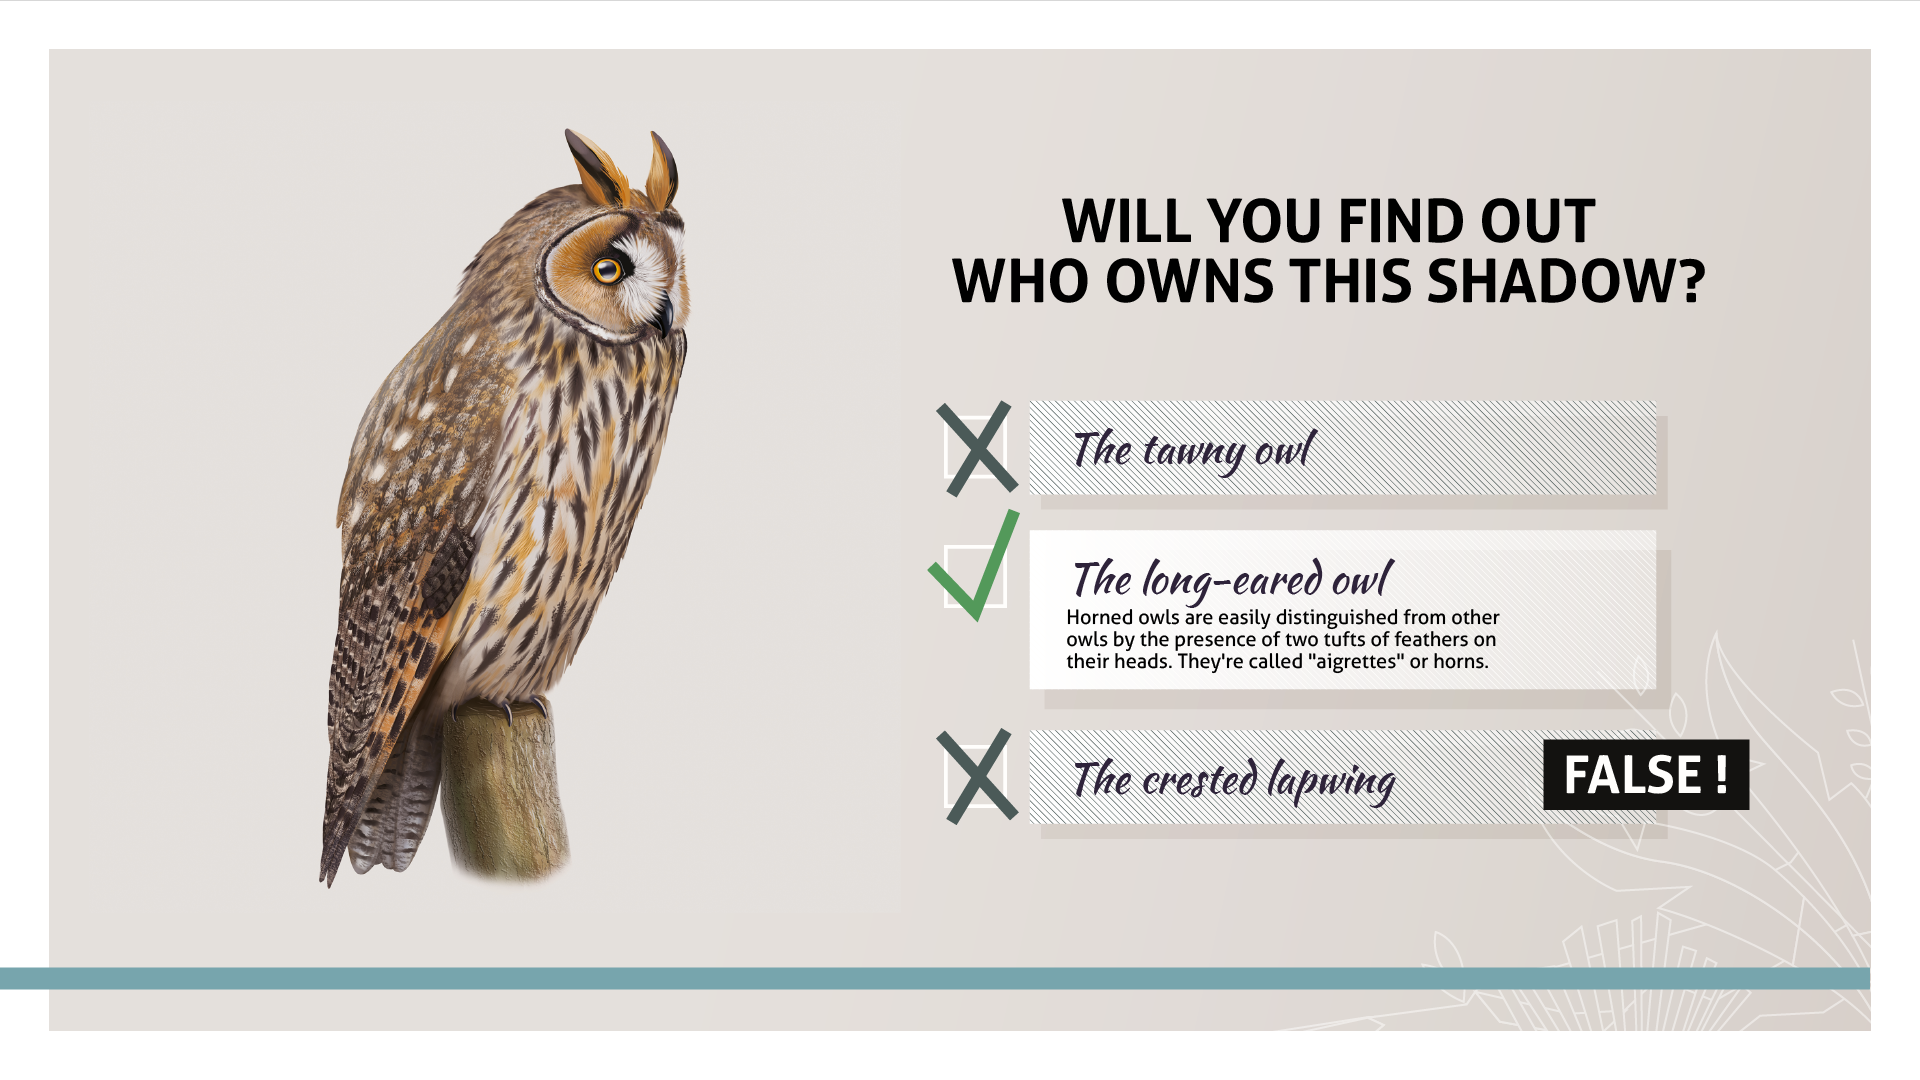 WILL YOU FIND OUT
WHO OWNS THIS SHADOW?
The tawny owl
The long-eared owl
Horned owls are easily distinguished from other
owls by the presence of two tufts of feathers on
their heads. They're called "aigrettes" or horns.
The crested lapwing
FALSE !